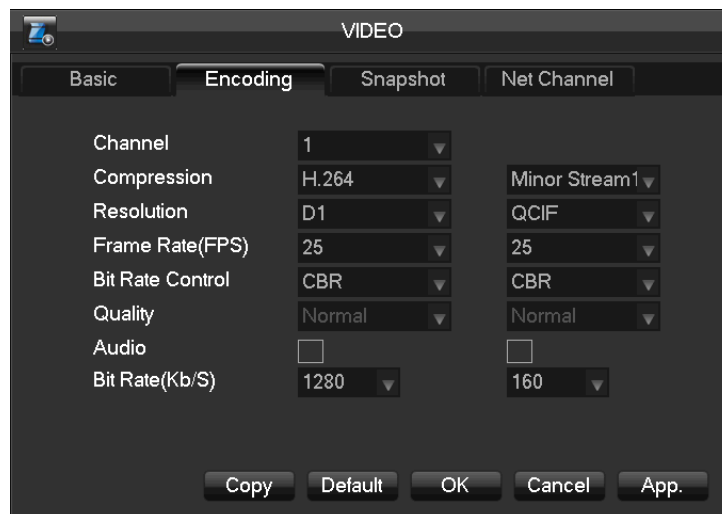 VIDEO
Basic Encoding Snapshot Net Channel
Channel 1
Compression H.264 Minor Stream1
Resolution D1 QCIF
Frame Rate(FPS) 25 25
Bit Rate Control CBR CBR
Quality Normal Normal
Audio
Bit Rate(Kb/S) 1280 160
Copy Default OK Cancel App.